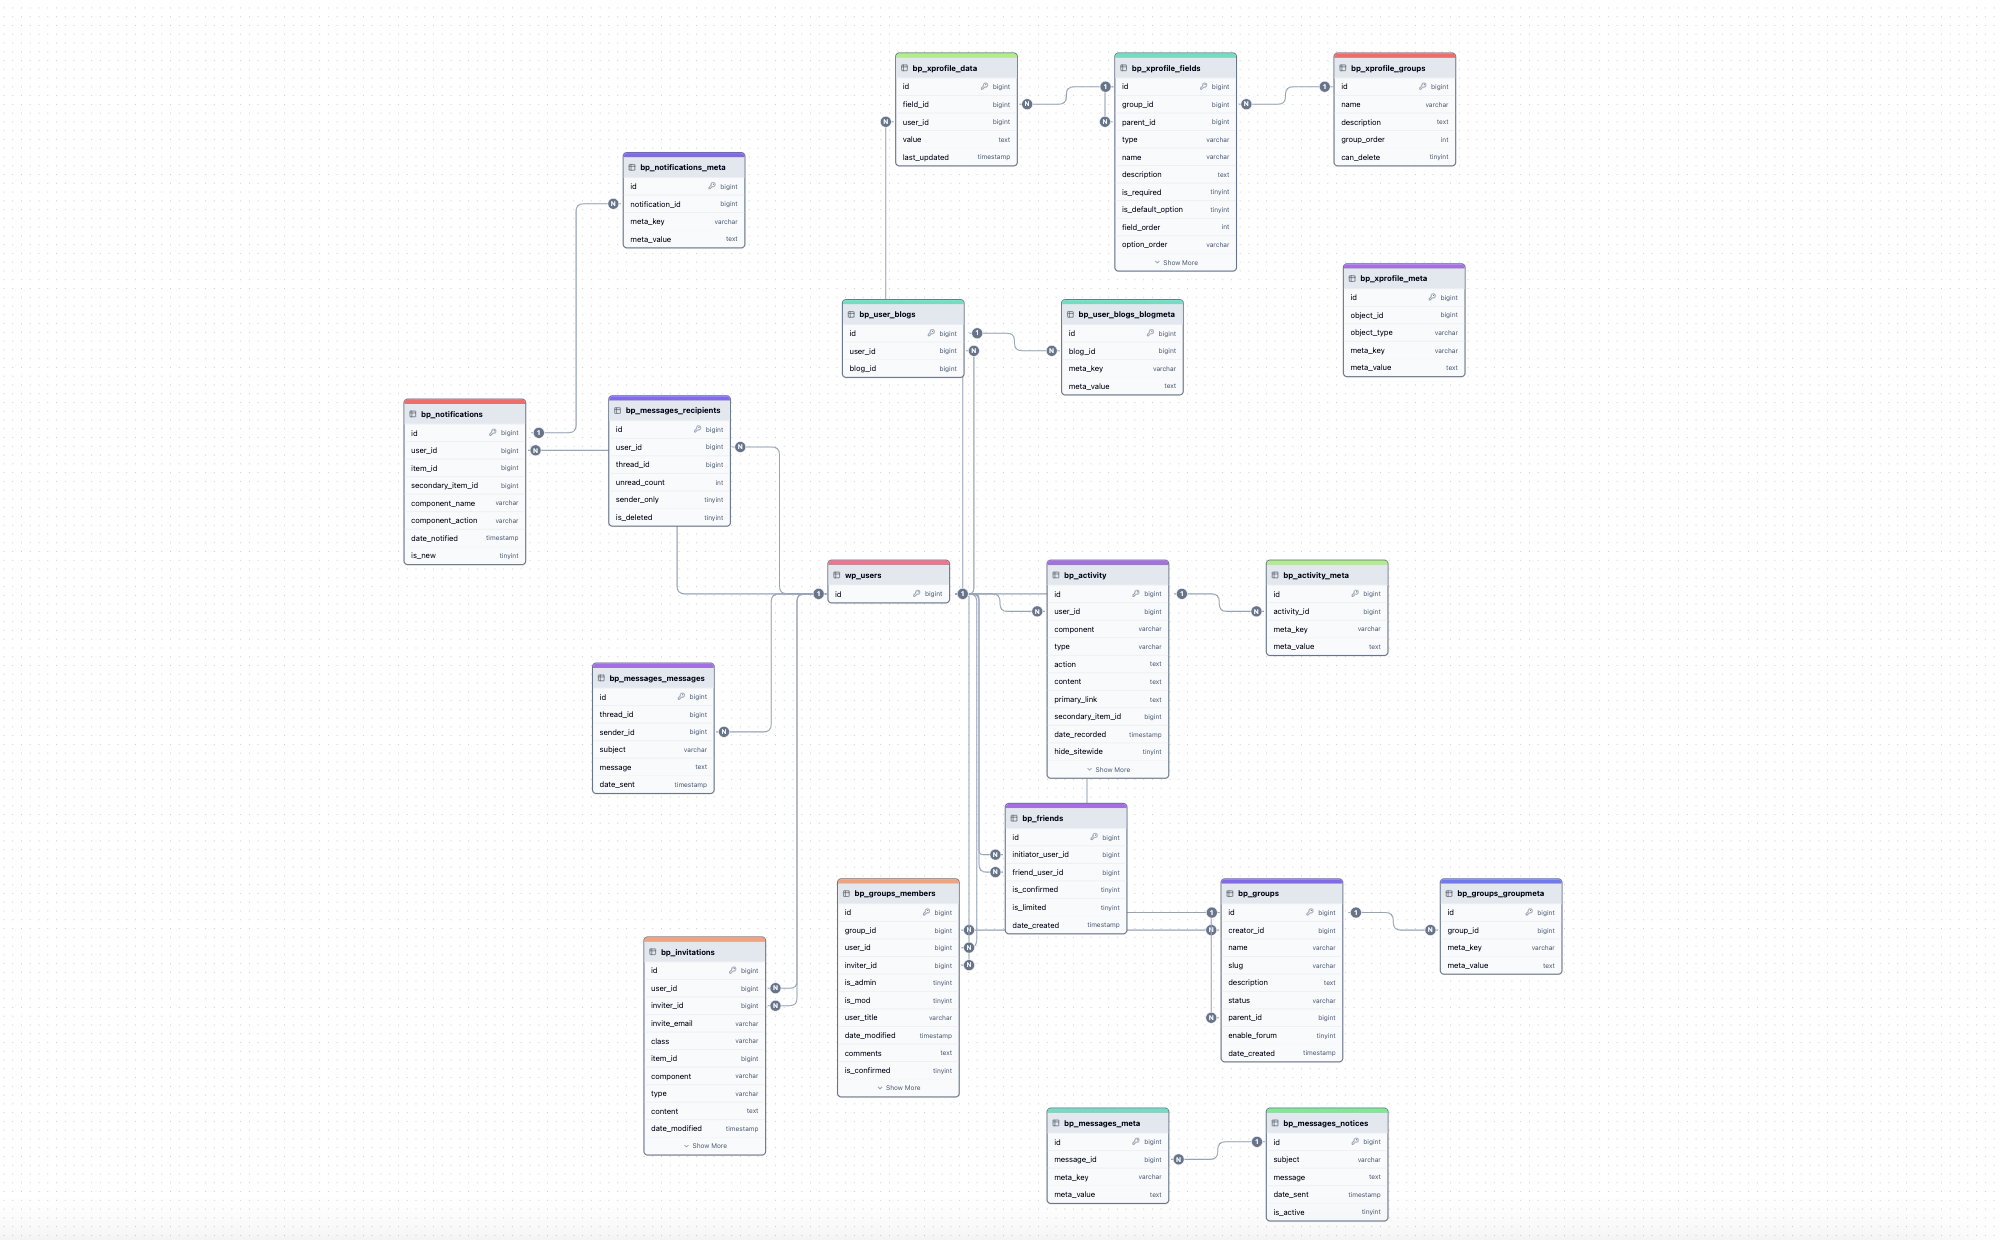 bp_xprofile_data
id bigint
field_id bigint
user_id bigint
value text
last_updated timestamp
bp_xprofile_fields
id bigint
group_id bigint
parent_id bigint
type varchar
name varchar
description text
is_required tinyint
is_default_option tinyint
field_order int
option_order varchar
Show More
bp_xprofile_groups
id bigint
name varchar
description text
group_order int
can_delete tinyint
bp_notifications_meta
id bigint
notification_id bigint
meta_key varchar
meta_value text
bp_xprofile_meta
id bigint
object_id bigint
object_type varchar
meta_key varchar
meta_value text
bp_user_blogs
id bigint
user_id bigint
blog_id bigint
bp_user_blogs_blogmeta
id bigint
blog_id bigint
meta_key varchar
meta_value text
bp_notifications
id bigint
user_id bigint
item_id bigint
secondary_item_id bigint
component_name varchar
component_action varchar
date_notified timestamp
is_new tinyint
bp_messages_recipients
id bigint
user_id bigint
thread_id bigint
unread_count int
sender_only tinyint
is_deleted tinyint
wp_users
id bigint
bp_activity
id bigint
user_id bigint
component varchar
type varchar
action text
content text
primary_link text
secondary_item_id bigint
date_recorded timestamp
hide_sitewide tinyint
Show More
bp_activity_meta
id bigint
activity_id bigint
meta_key varchar
meta_value text
bp_messages_messages
id bigint
thread_id bigint
sender_id bigint
subject varchar
message text
date_sent timestamp
bp_friends
id bigint
initiator_user_id bigint
friend_user_id bigint
is_confirmed tinyint
is_limited tinyint
date_created timestamp
bp_groups_members
id bigint
group_id bigint
user_id bigint
inviter_id bigint
is_admin tinyint
is_mod tinyint
user_title varchar
date_modified timestamp
comments text
is_confirmed tinyint
Show More
bp_groups
id bigint
creator_id bigint
name varchar
slug varchar
description text
status varchar
parent_id bigint
enable_forum tinyint
date_created timestamp
bp_groups_groupmeta
id bigint
group_id bigint
meta_key varchar
meta_value text
bp_invitations
id bigint
user_id bigint
inviter_id bigint
invite_email varchar
class varchar
item_id bigint
component varchar
type varchar
content text
date_modified timestamp
Show More
bp_messages_meta
id bigint
message_id bigint
meta_key varchar
meta_value text
bp_messages_notices
id bigint
subject varchar
message text
date_sent timestamp
is_active tinyint